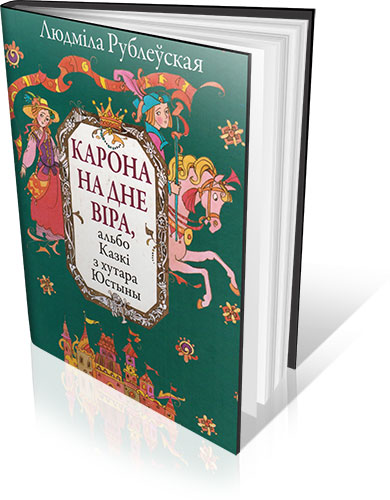 Людміла Рублеўская
КАРОНА
НА ДНЕ
ВІРА,
альбо
Казкі
з хутара
Юстыны